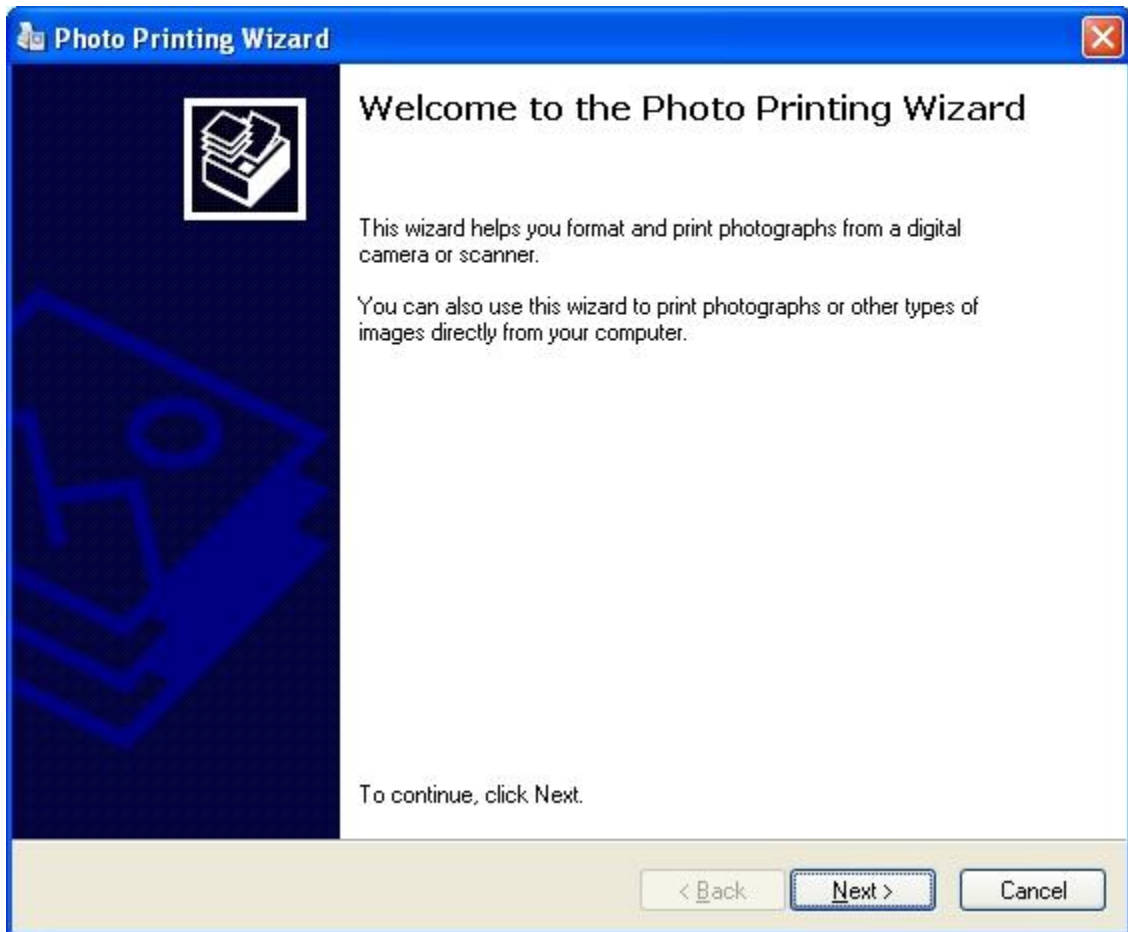 Photo Printing Wizard
Welcome to the Photo Printing Wizard
This wizard helps you format and print photographs from a digital
camera or scanner.
You can also use this wizard to print photographs or other types of
images directly from your computer.
To continue, click Next.
< Back Next > Cancel